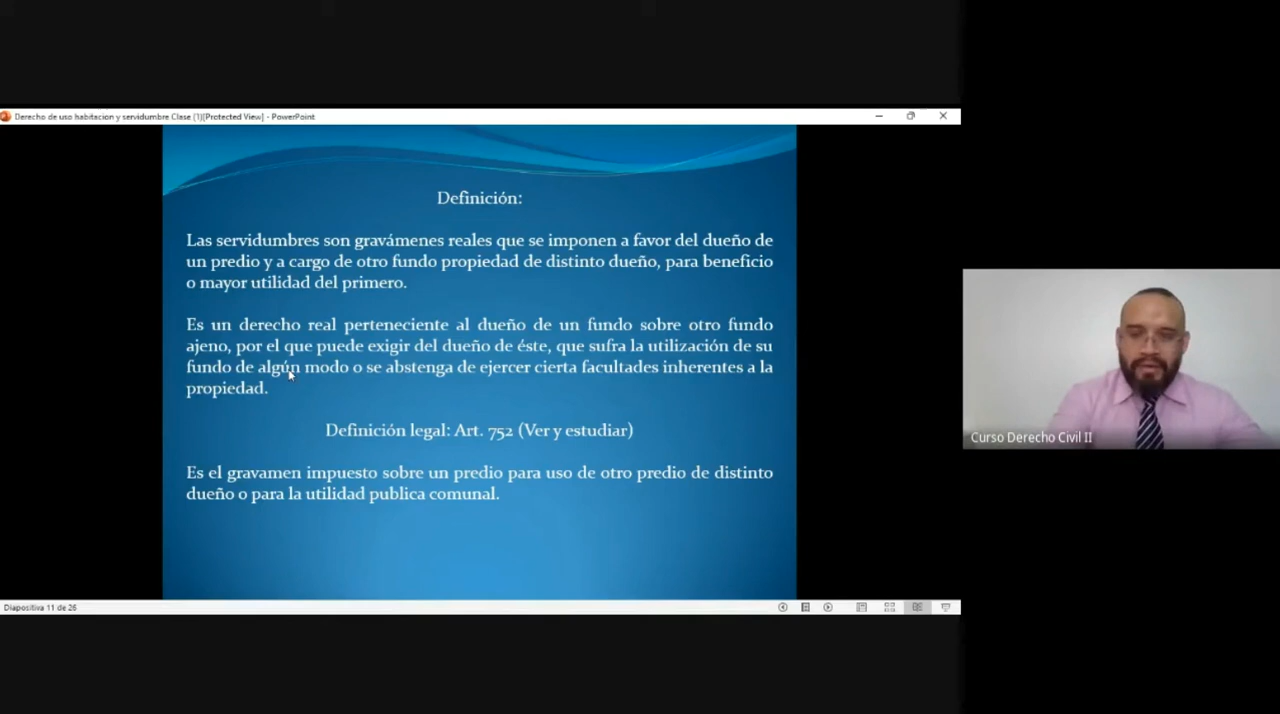 Derecho de uso habitacion y servidumbre Clase (1)[Protected View] - PowerPoint
Definición:
Las servidumbres son gravámenes reales que se imponen a favor del dueño de
un predio y a cargo de otro fundo propiedad de distinto dueño, para beneficio
o mayor utilidad del primero.
Es un derecho real perteneciente al dueño de un fundo sobre otro fundo
ajeno, por el que puede exigir del dueño de éste, que sufra la utilización de su
fundo de algún modo o se abstenga de ejercer cierta facultades inherentes a la
propiedad.
Definición legal: Art. 752 (Ver y estudiar)
Es el gravamen impuesto sobre un predio para uso de otro predio de distinto
dueño o para la utilidad publica comunal.
Curso Derecho Civil II
Diapositiva 11 de 26